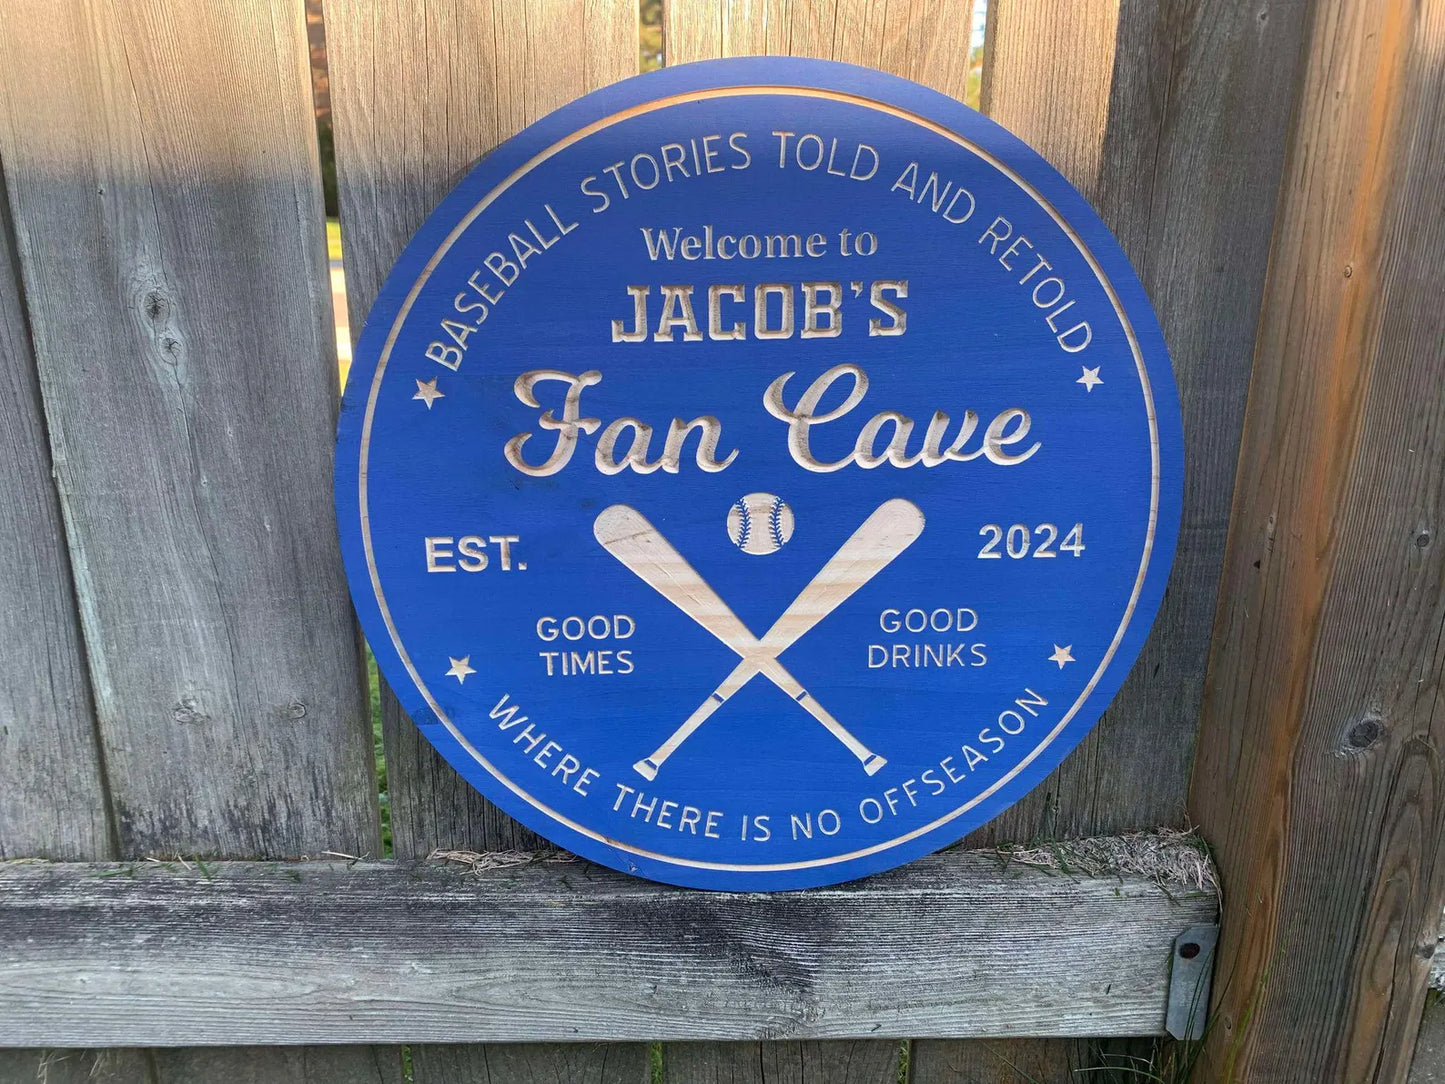 BASEBALL STORIES TOLD AND RETOLD
Welcome to
JACOB'S
Fan Cave
EST. 2024
GOOD
TIMES
GOOD
DRINKS
WHERE THERE IS NO OFFSEASON